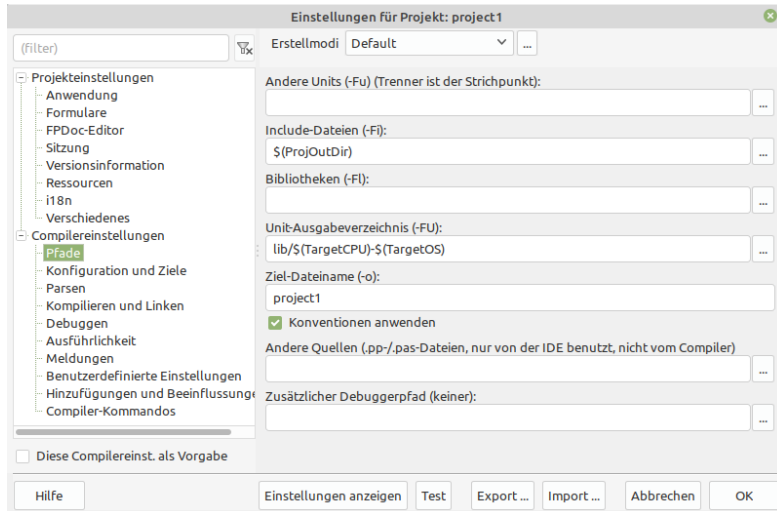 Einstellungen für Projekt: project1
(filter)
Erstellmodi Default ...
Projekteinstellungen
Anwendung
Formulare
FPDoc-Editor
Sitzung
Versionsinformation
Ressourcen
i18n
Verschiedenes
Compilereinstellungen
Pfade
Konfiguration und Ziele
Parsen
Kompilieren und Linken
Debuggen
Ausführlichkeit
Meldungen
Benutzerdefinierte Einstellungen
Hinzufügungen und Beeinflussunge
Compiler-Kommandos
Diese Compilereinst. als Vorgabe
Andere Units (-Fu) (Trenner ist der Strichpunkt):
...
Include-Dateien (-Fi):
$(ProjOutDir) ...
Bibliotheken (-Fl):
...
Unit-Ausgabeverzeichnis (-FU):
lib/$(TargetCPU)-$(TargetOS) ...
Ziel-Dateiname (-o):
project1
Konventionen anwenden
Andere Quellen (.pp-/.pas-Dateien, nur von der IDE benutzt, nicht vom Compiler)
...
Zusätzlicher Debuggerpfad (keiner):
...
Hilfe Einstellungen anzeigen Test Export ... Import ... Abbrechen OK